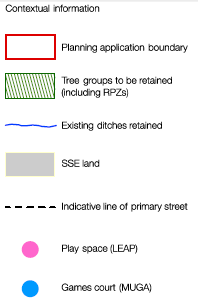 Contextual information
Planning application boundary
Tree groups to be retained
(including RPZs)
Existing ditches retained
SSE land
Indicative line of primary street
Play space (LEAP)
Games court (MUGA)